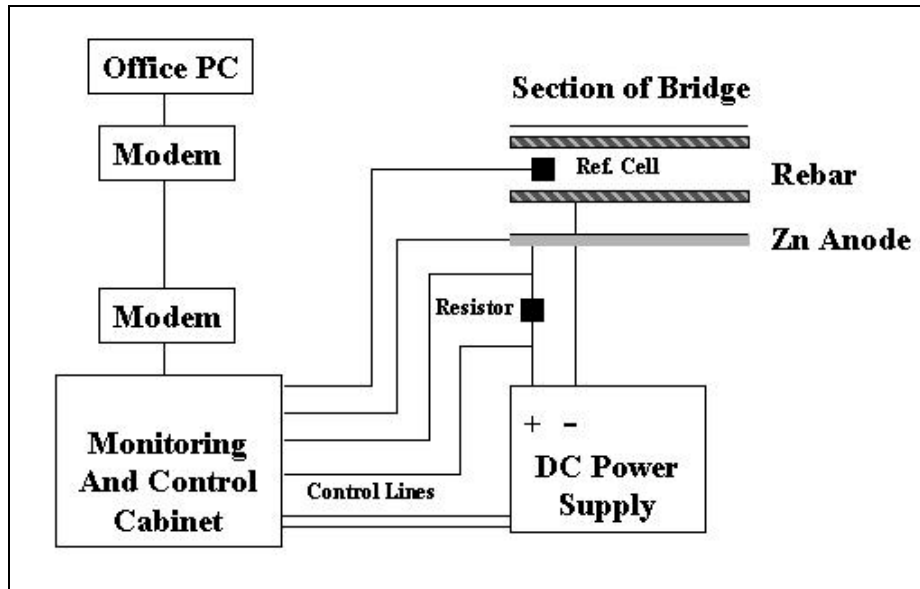 Office PC
Modem
Modem
Monitoring
And Control
Cabinet
Section of Bridge
Ref. Cell
Rebar
Zn Anode
Resistor
Control Lines
+ -
DC Power
Supply